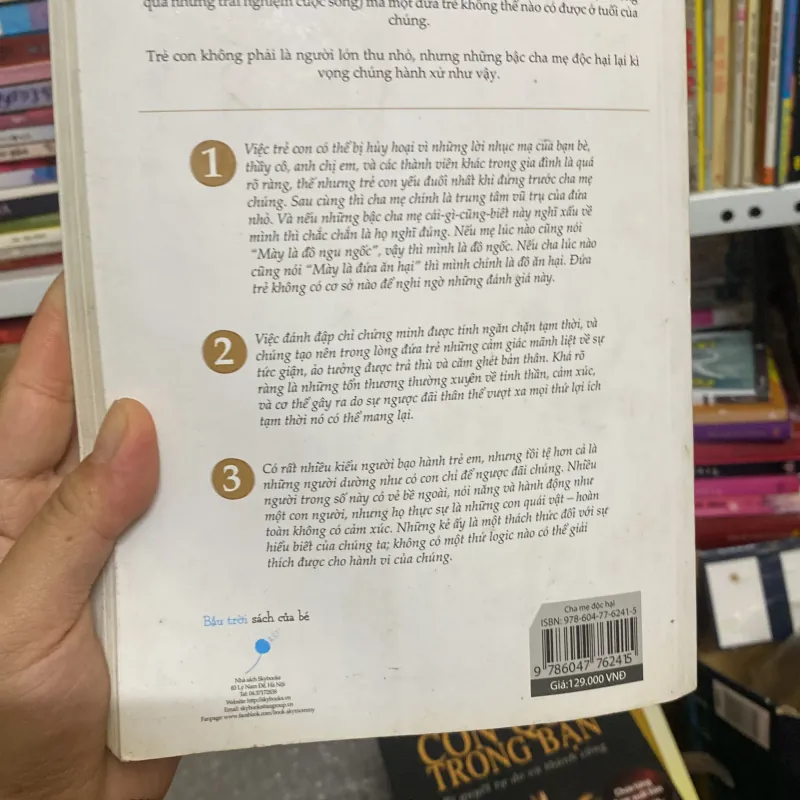 qua những trải nghiệm cuộc sống) mà một đứa trẻ không thể nào có được ở tuổi của
chúng.
Trẻ con không phải là người lớn thu nhỏ, nhưng những bậc cha mẹ độc hại lại kì
vọng chúng hành xử như vậy.
1
Việc trẻ con có thể bị hủy hoại vì những lời nhục mạ của bạn bè,
thầy cô, anh chị em, và các thành viên khác trong gia đình là quá
rõ ràng, thế nhưng trẻ con yếu đuối nhất khi đứng trước cha mẹ
chúng. Sau cùng thì cha mẹ chính là trung tâm vũ trụ của đứa
nhỏ. Và nếu những bậc cha mẹ cái-gì-cũng-biết này nghĩ xấu về
mình thì chắc chắn là họ nghĩ đúng. Nếu mẹ lúc nào cũng nói
“Mày là đồ ngu ngốc”, vậy thì mình là đồ ngốc. Nếu cha lúc nào
cũng nói “Mày là đứa ăn hại” thì mình chính là đồ ăn hại. Đứa
trẻ không có cơ sở nào để nghi ngờ những đánh giá này.
2
Việc đánh đập chỉ chứng minh được tính ngăn chặn tạm thời, và
chúng tạo nên trong lòng đứa trẻ những cảm giác mãnh liệt về sự
tức giận, ảo tưởng được trả thù và căm ghét bản thân. Khá rõ
ràng là những tổn thương thường xuyên về tinh thần, cảm xúc,
và cơ thể gây ra do sự ngược đãi thân thể vượt xa mọi thứ lợi ích
tạm thời nó có thể mang lại.
3
Có rất nhiều kiểu người bạo hành trẻ em, nhưng tồi tệ hơn cả là
những người dường như có con chỉ để ngược đãi chúng. Nhiều
người trong số này có vẻ bề ngoài, nói năng và hành động như
một con người, nhưng họ thực sự là những con quái vật – hoàn
toàn không có cảm xúc. Những kẻ ấy là một thách thức đối với sự
hiểu biết của chúng ta; không có một thứ logic nào có thể giải
thích được cho hành vi của chúng.
Bầu trời sách của bé
Nhà sách Skybooks
83 Lý Nam Đế, Hà Nội
Cha mẹ độc hại
ISBN: 978-604-77-6241-5
9 786047 762415
Giá:129.000 VNĐ
CON
TRONG BẠN